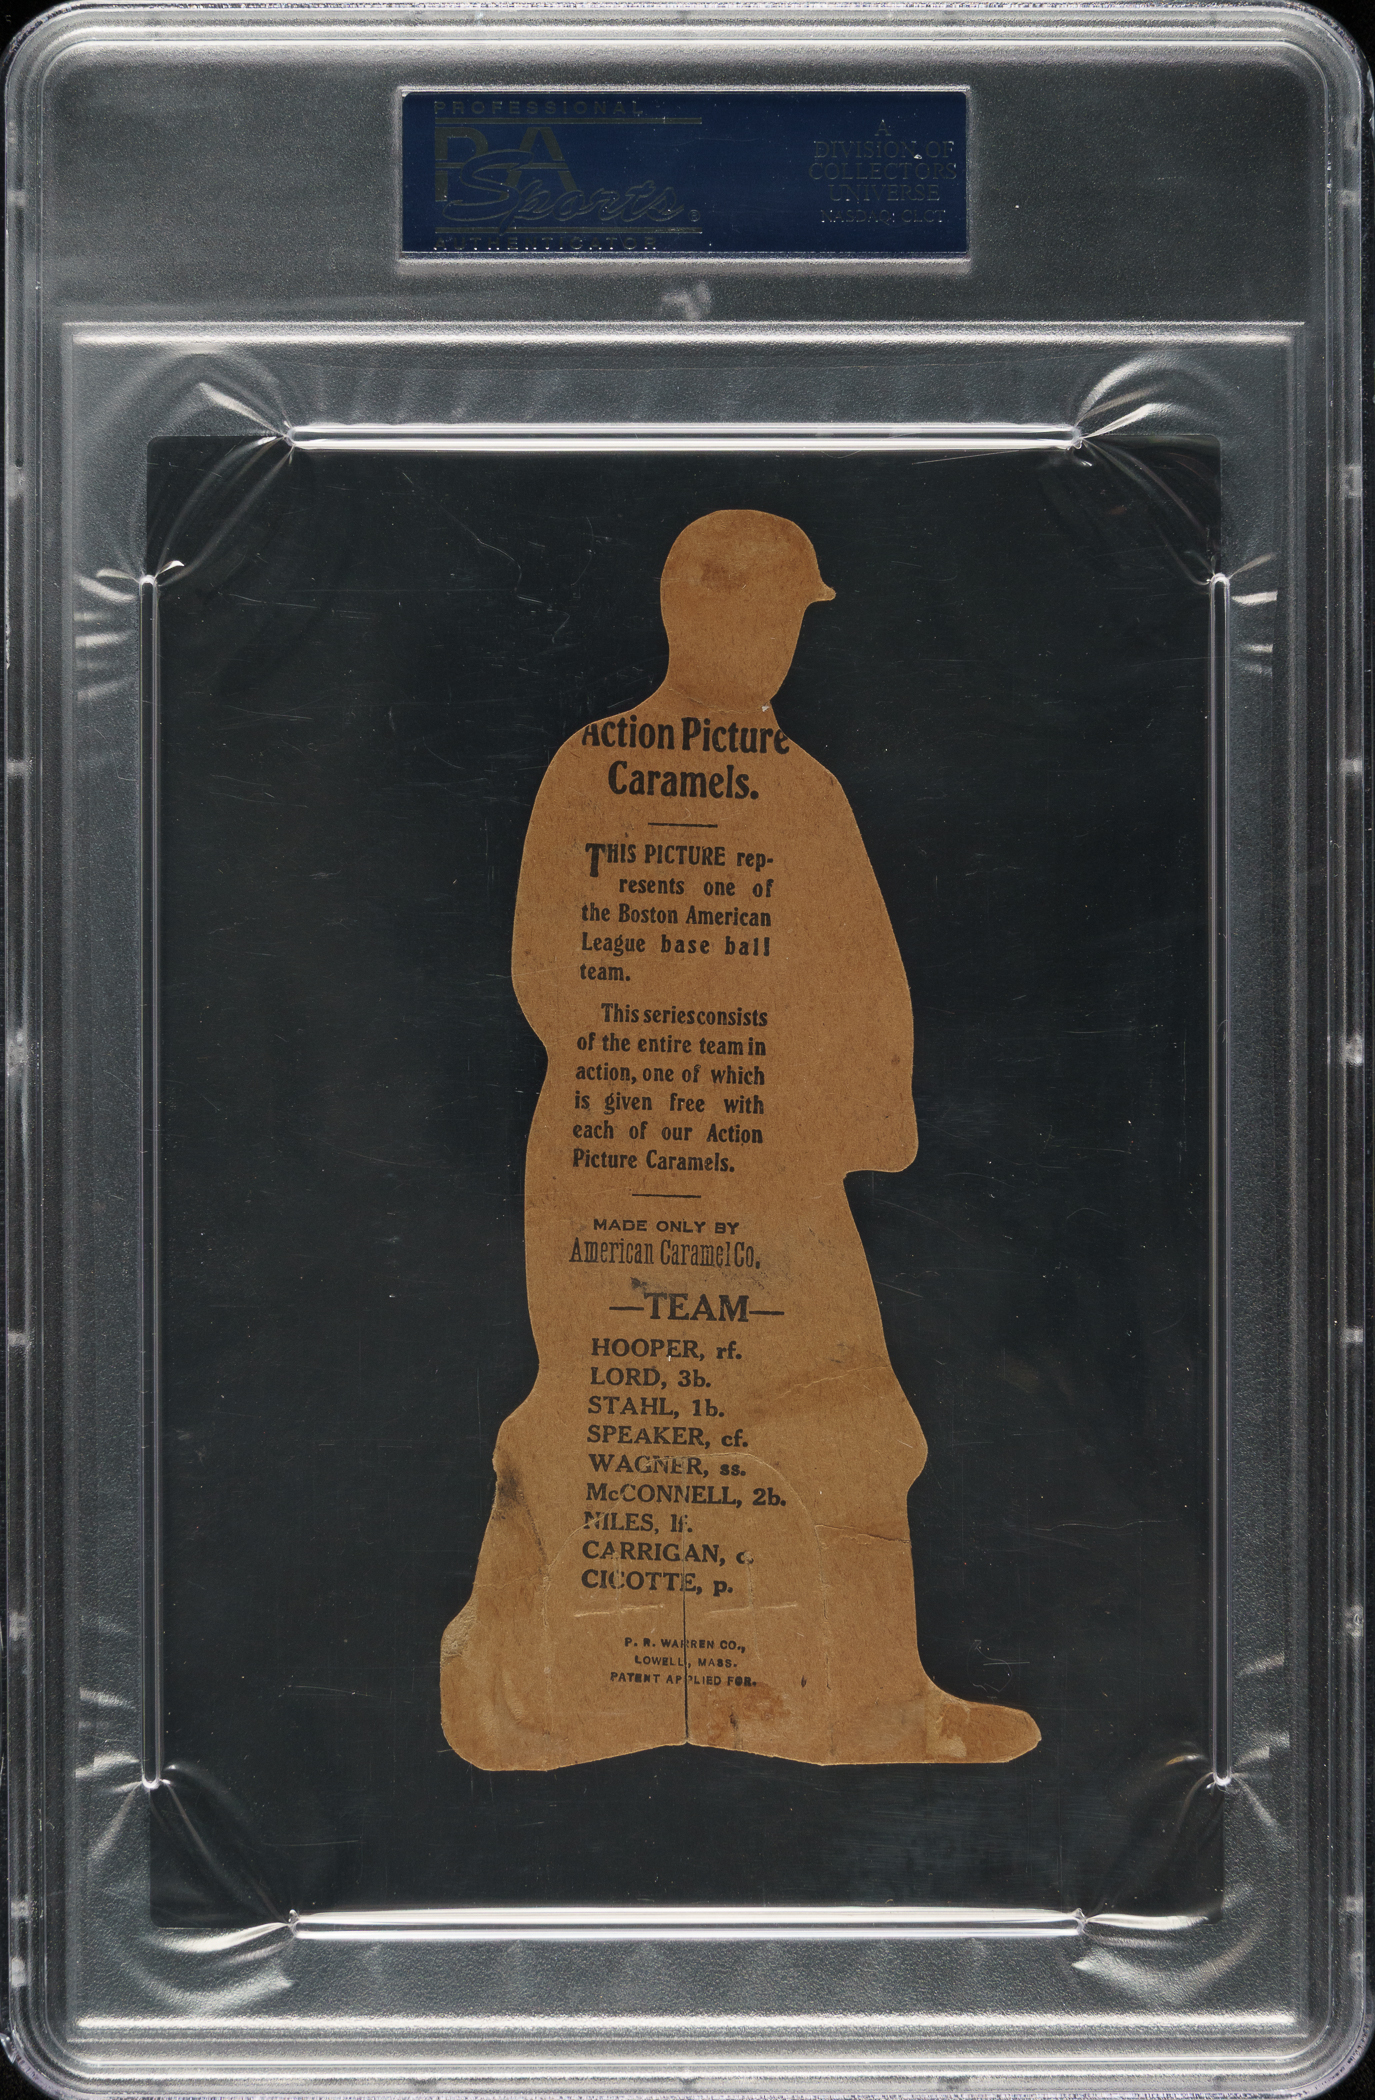 PROFESSIONAL
PSA
Sports®
AUTHENTICATOR
A
DIVISION OF
COLLECTORS
UNIVERSE
NASDAQ: CLCT
Action Picture
Caramels.
THIS PICTURE rep-
resents one of
the Boston American
League base ball
team.
This series consists
of the entire team in
action, one of which
is given free with
each of our Action
Picture Caramels.
MADE ONLY BY
American Caramel Co.
—TEAM—
HOOPER, rf.
LORD, 3b.
STAHL, 1b.
SPEAKER, cf.
WAGNER, ss.
McCONNELL, 2b.
NILES, lf.
CARRIGAN, c.
CICOTTE, p.
P. R. WARREN CO.,
LOWELL, MASS.
PATENT APPLIED FOR.